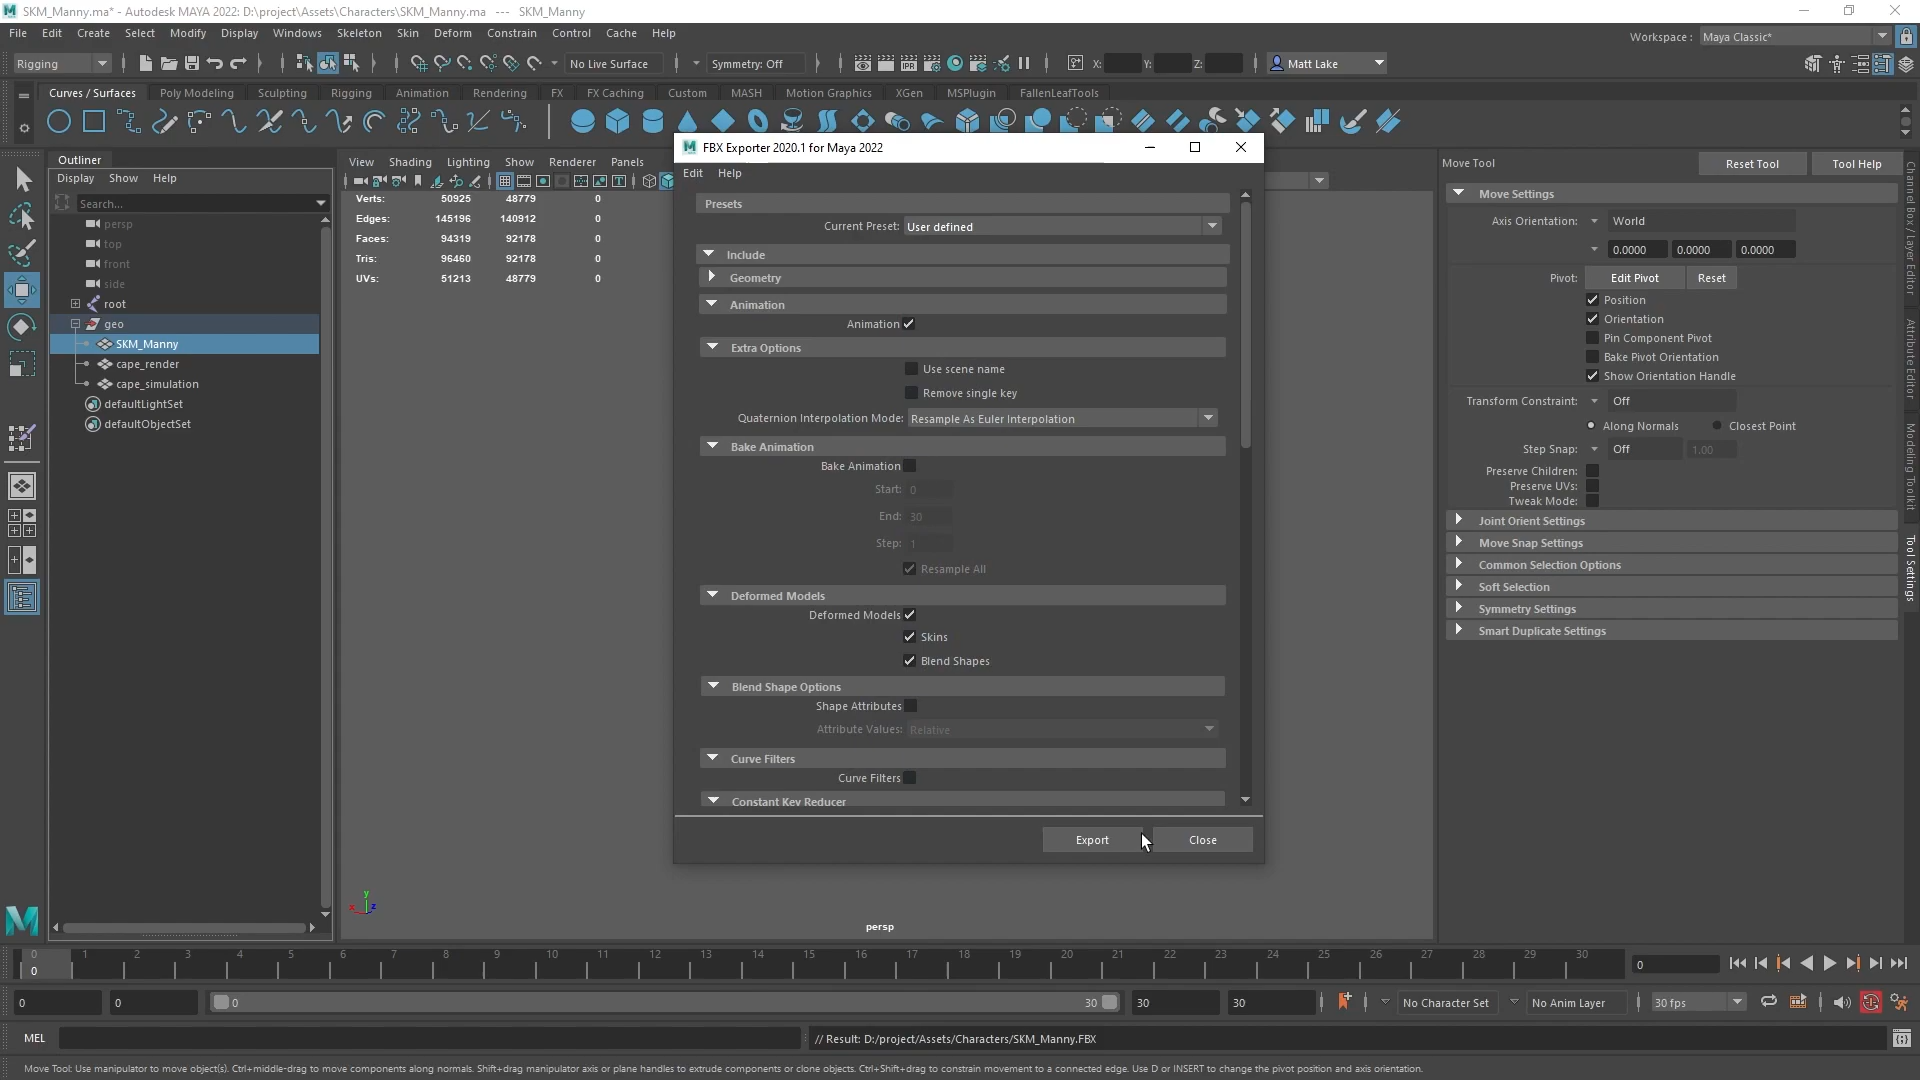 SKM_Manny.ma* - Autodesk MAYA 2022: D:\project\Assets\Characters\SKM_Manny.ma --- SKM_Manny
File Edit Create Select Modify Display Windows Skeleton Skin Deform Constrain Control Cache Help
Workspace : Maya Classic*
Rigging No Live Surface Symmetry: Off X: Y: Z: Matt Lake
Curves / Surfaces Poly Modeling Sculpting Rigging Animation Rendering FX FX Caching Custom MASH Motion Graphics XGen MSPlugin FallenLeafTools
Outliner
Display Show Help
Search...
persp
top
front
side
root
geo
SKM_Manny
cape_render
cape_simulation
defaultLightSet
defaultObjectSet
View Shading Lighting Show Renderer Panels
Verts: 50925 48779 0
Edges: 145196 140912 0
Faces: 94319 92178 0
Tris: 96460 92178 0
UVs: 51213 48779 0
y
x z
persp
FBX Exporter 2020.1 for Maya 2022
Edit Help
Presets
Current Preset: User defined
Include
Geometry
Animation
Animation
Extra Options
Use scene name
Remove single key
Quaternion Interpolation Mode: Resample As Euler Interpolation
Bake Animation
Bake Animation
Start: 0
End: 30
Step: 1
Resample All
Deformed Models
Deformed Models
Skins
Blend Shapes
Blend Shape Options
Shape Attributes
Attribute Values: Relative
Curve Filters
Curve Filters
Constant Key Reducer
Export Close
Move Tool Reset Tool Tool Help
Move Settings
Axis Orientation: World
0.0000 0.0000 0.0000
Pivot: Edit Pivot Reset
Position
Orientation
Pin Component Pivot
Bake Pivot Orientation
Show Orientation Handle
Transform Constraint: Off
Along Normals Closest Point
Step Snap: Off 1.00
Preserve Children:
Preserve UVs:
Tweak Mode:
Joint Orient Settings
Move Snap Settings
Common Selection Options
Soft Selection
Symmetry Settings
Smart Duplicate Settings
Channel Box / Layer Editor
Attribute Editor
Modeling Toolkit
Tool Settings
0 1 2 3 4 5 6 7 8 9 10 11 12 13 14 15 16 17 18 19 20 21 22 23 24 25 26 27 28 29 30
0 0
0 0 0 30 30 30 No Character Set No Anim Layer 30 fps
MEL // Result: D:/project/Assets/Characters/SKM_Manny.FBX
Move Tool: Use manipulator to move object(s). Ctrl+middle-drag to move components along normals. Shift+drag manipulator axis or plane handles to extrude components or clone objects. Ctrl+Shift+drag to constrain movement to a connected edge. Use D or INSERT to change the pivot position and axis orientation.